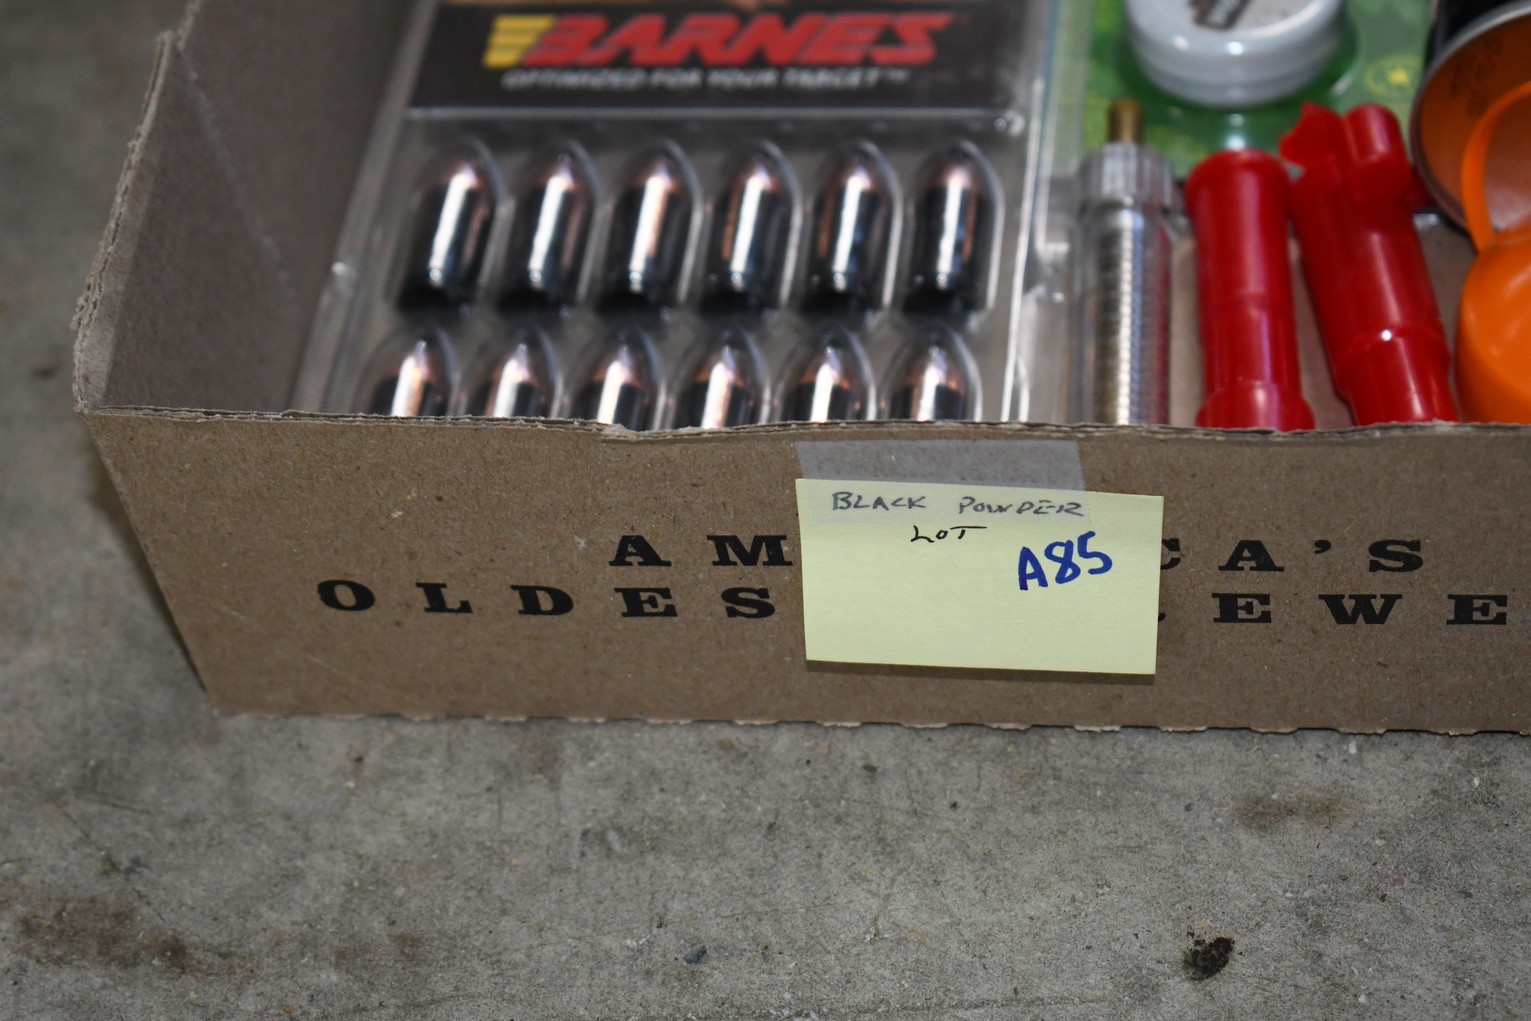 BARNES
OPTIMIZED FOR YOUR TARGET™
BLACK POWDER
LOT
A85
AM CA'S
OLDES EWE